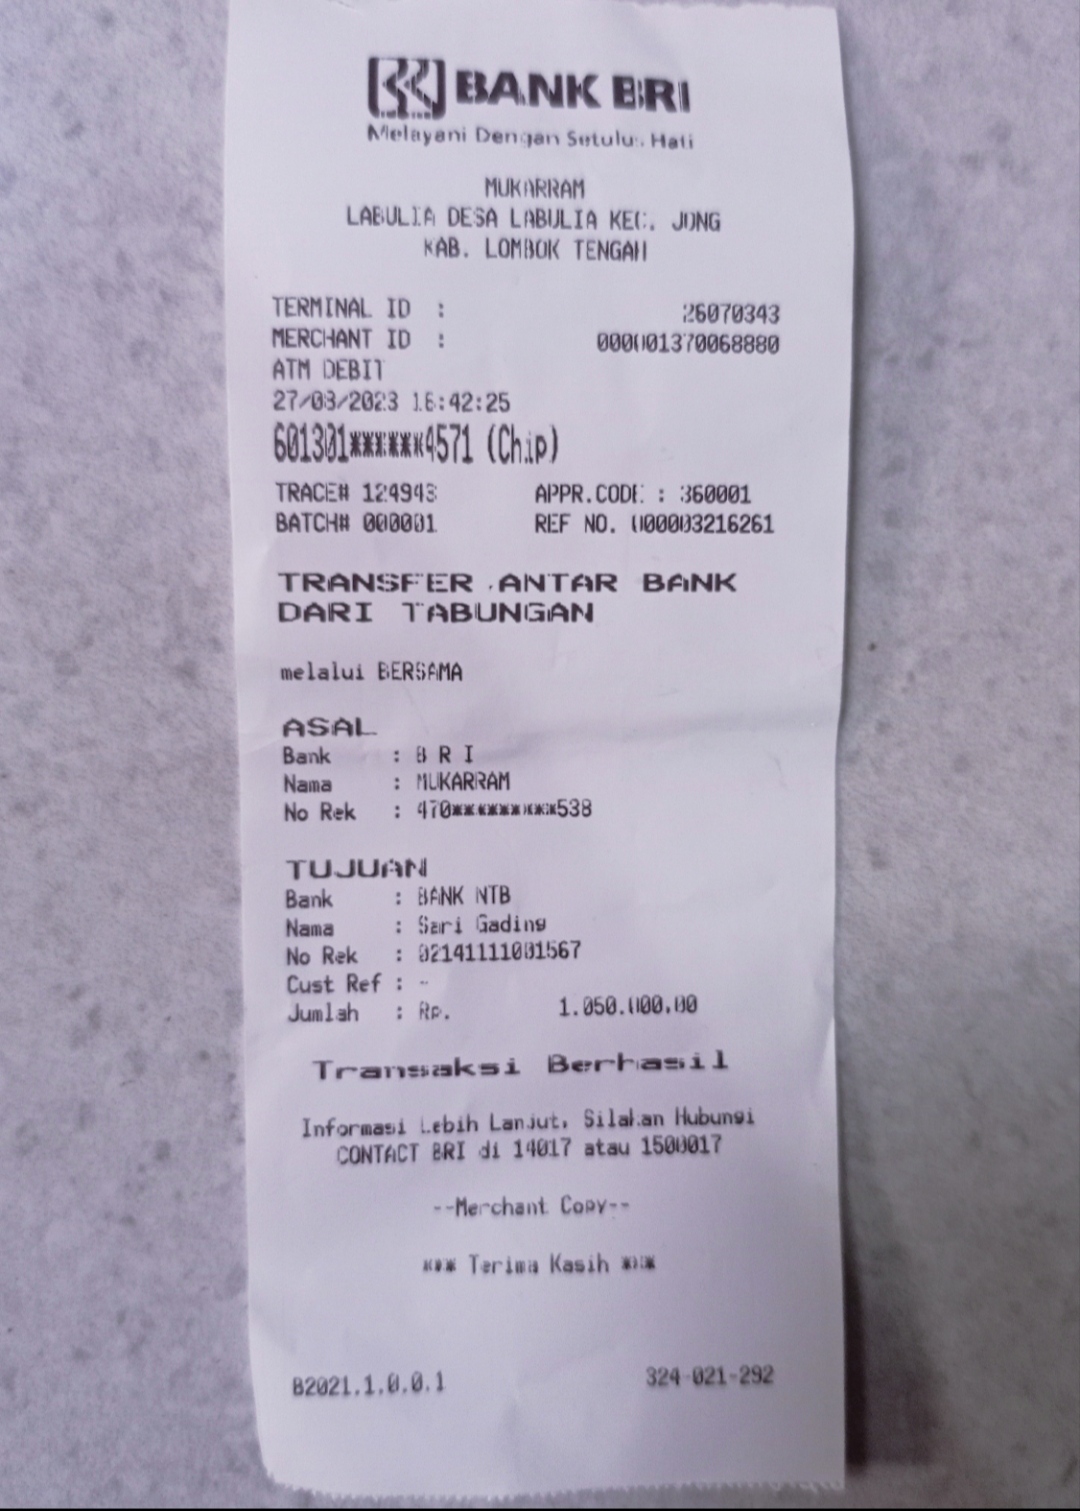 BANK BRI
Melayani Dengan Setulus Hati
MUKARRAM
LABULIA DESA LABULIA KEC. JONG
KAB. LOMBOK TENGAH
TERMINAL ID : 26070343
MERCHANT ID : 000001370068880
ATM DEBIT
27/03/2023 16:42:25
601301******4571 (Chip)
TRACE# 124943 APPR.CODE : 360001
BATCH# 000001 REF NO. 000003216261
TRANSFER ANTAR BANK
DARI TABUNGAN
melalui BERSAMA
ASAL
Bank : B R I
Nama : MUKARRAM
No Rek : 470*********538
TUJUAN
Bank : BANK NTB
Nama : Sari Gading
No Rek : 02141111001567
Cust Ref : -
Jumlah : Rp. 1.050.000,00
Transaksi Berhasil
Informasi Lebih Lanjut, Silakan Hubungi
CONTACT BRI di 14017 atau 1500017
--Merchant Copy--
*** Terima Kasih ***
B2021.1.0.0.1 324-021-292